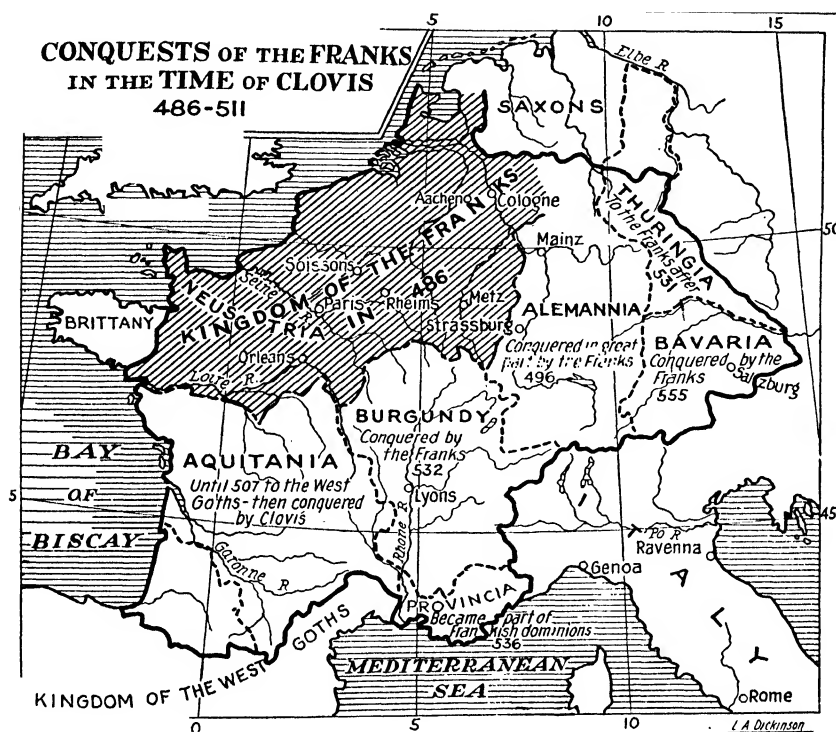 CONQUESTS OF THE FRANKS
IN THE TIME OF CLOVIS
486-511
5
10
15
Elbe R.
SAXONS
THURINGIA
To the Franks after
531
50
Aachen
Cologne
Mainz
KINGDOM OF THE FRANKS
IN 486
NEUSTRIA
Soissons
Seine R.
Paris
Rheims
Metz
Strassburg
Orleans
Loire R.
BRITTANY
ALEMANNIA
Conquered in great
part by the Franks
496
BAVARIA
Conquered by the
Franks
555
Salzburg
BURGUNDY
Conquered by
the Franks
532
Lyons
Rhone R.
AQUITANIA
Until 507 to the West
Goths-then conquered
by Clovis
BAY
OF
BISCAY
5
45
Garonne R.
PROVINCIA
Became part of
Frankish dominions
536
ITALY
Po R.
Ravenna
Genoa
Rome
KINGDOM OF THE WEST GOTHS
MEDITERRANEAN
SEA
0
5
10
L A Dickinson